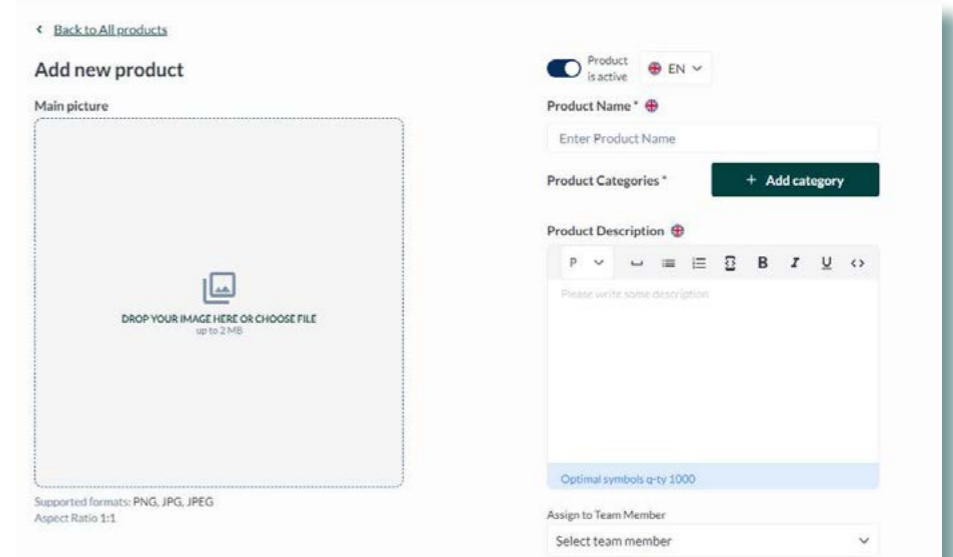 Back to All products
Add new product
Main picture
DROP YOUR IMAGE HERE OR CHOOSE FILE
up to 2 MB
Supported formats: PNG, JPG, JPEG
Aspect Ratio 1:1
Product
is active
EN
Product Name *
Enter Product Name
Product Categories *
+ Add category
Product Description
P
B I U <>
Please write some description
Optimal symbols q-ty 1000
Assign to Team Member
Select team member